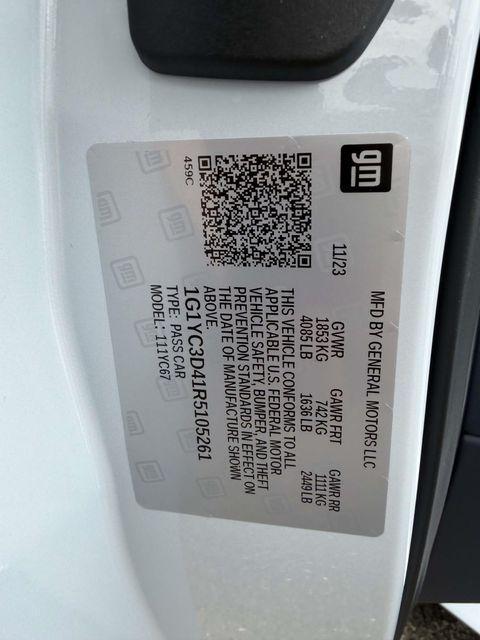 gm
MFD BY GENERAL MOTORS LLC
11/23
GVWR GAWR FRT GAWR RR
1853 KG 742 KG 1111 KG
4085 LB 1636 LB 2449 LB
THIS VEHICLE CONFORMS TO ALL
APPLICABLE U.S. FEDERAL MOTOR
VEHICLE SAFETY, BUMPER, AND THEFT
PREVENTION STANDARDS IN EFFECT ON
THE DATE OF MANUFACTURE SHOWN
ABOVE.
1G1YC3D41R5105261
TYPE: PASS CAR
MODEL: 111YC67
459C